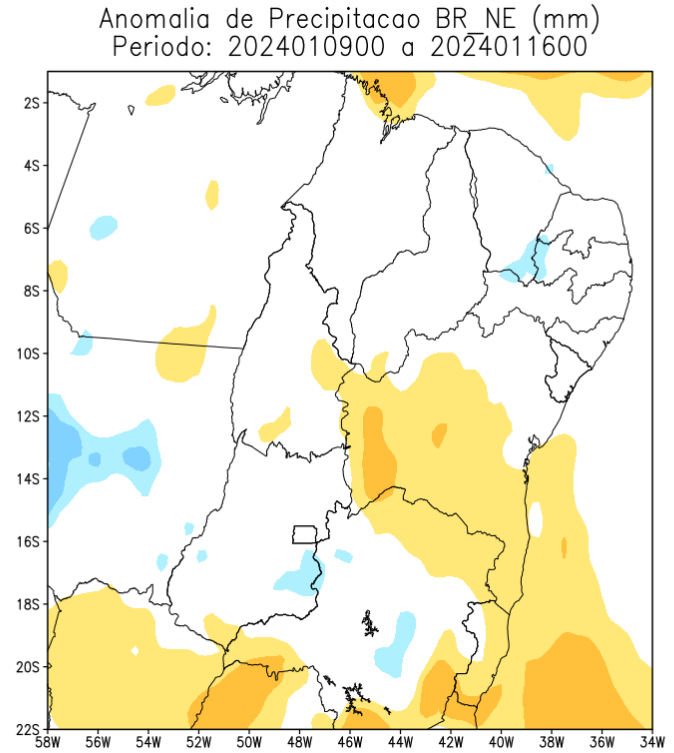 Anomalia de Precipitacao BR_NE (mm)
Periodo: 2024010900 a 2024011600
2S
4S
6S
8S
10S
12S
14S
16S
18S
20S
22S
58W 56W 54W 52W 50W 48W 46W 44W 42W 40W 38W 36W 34W